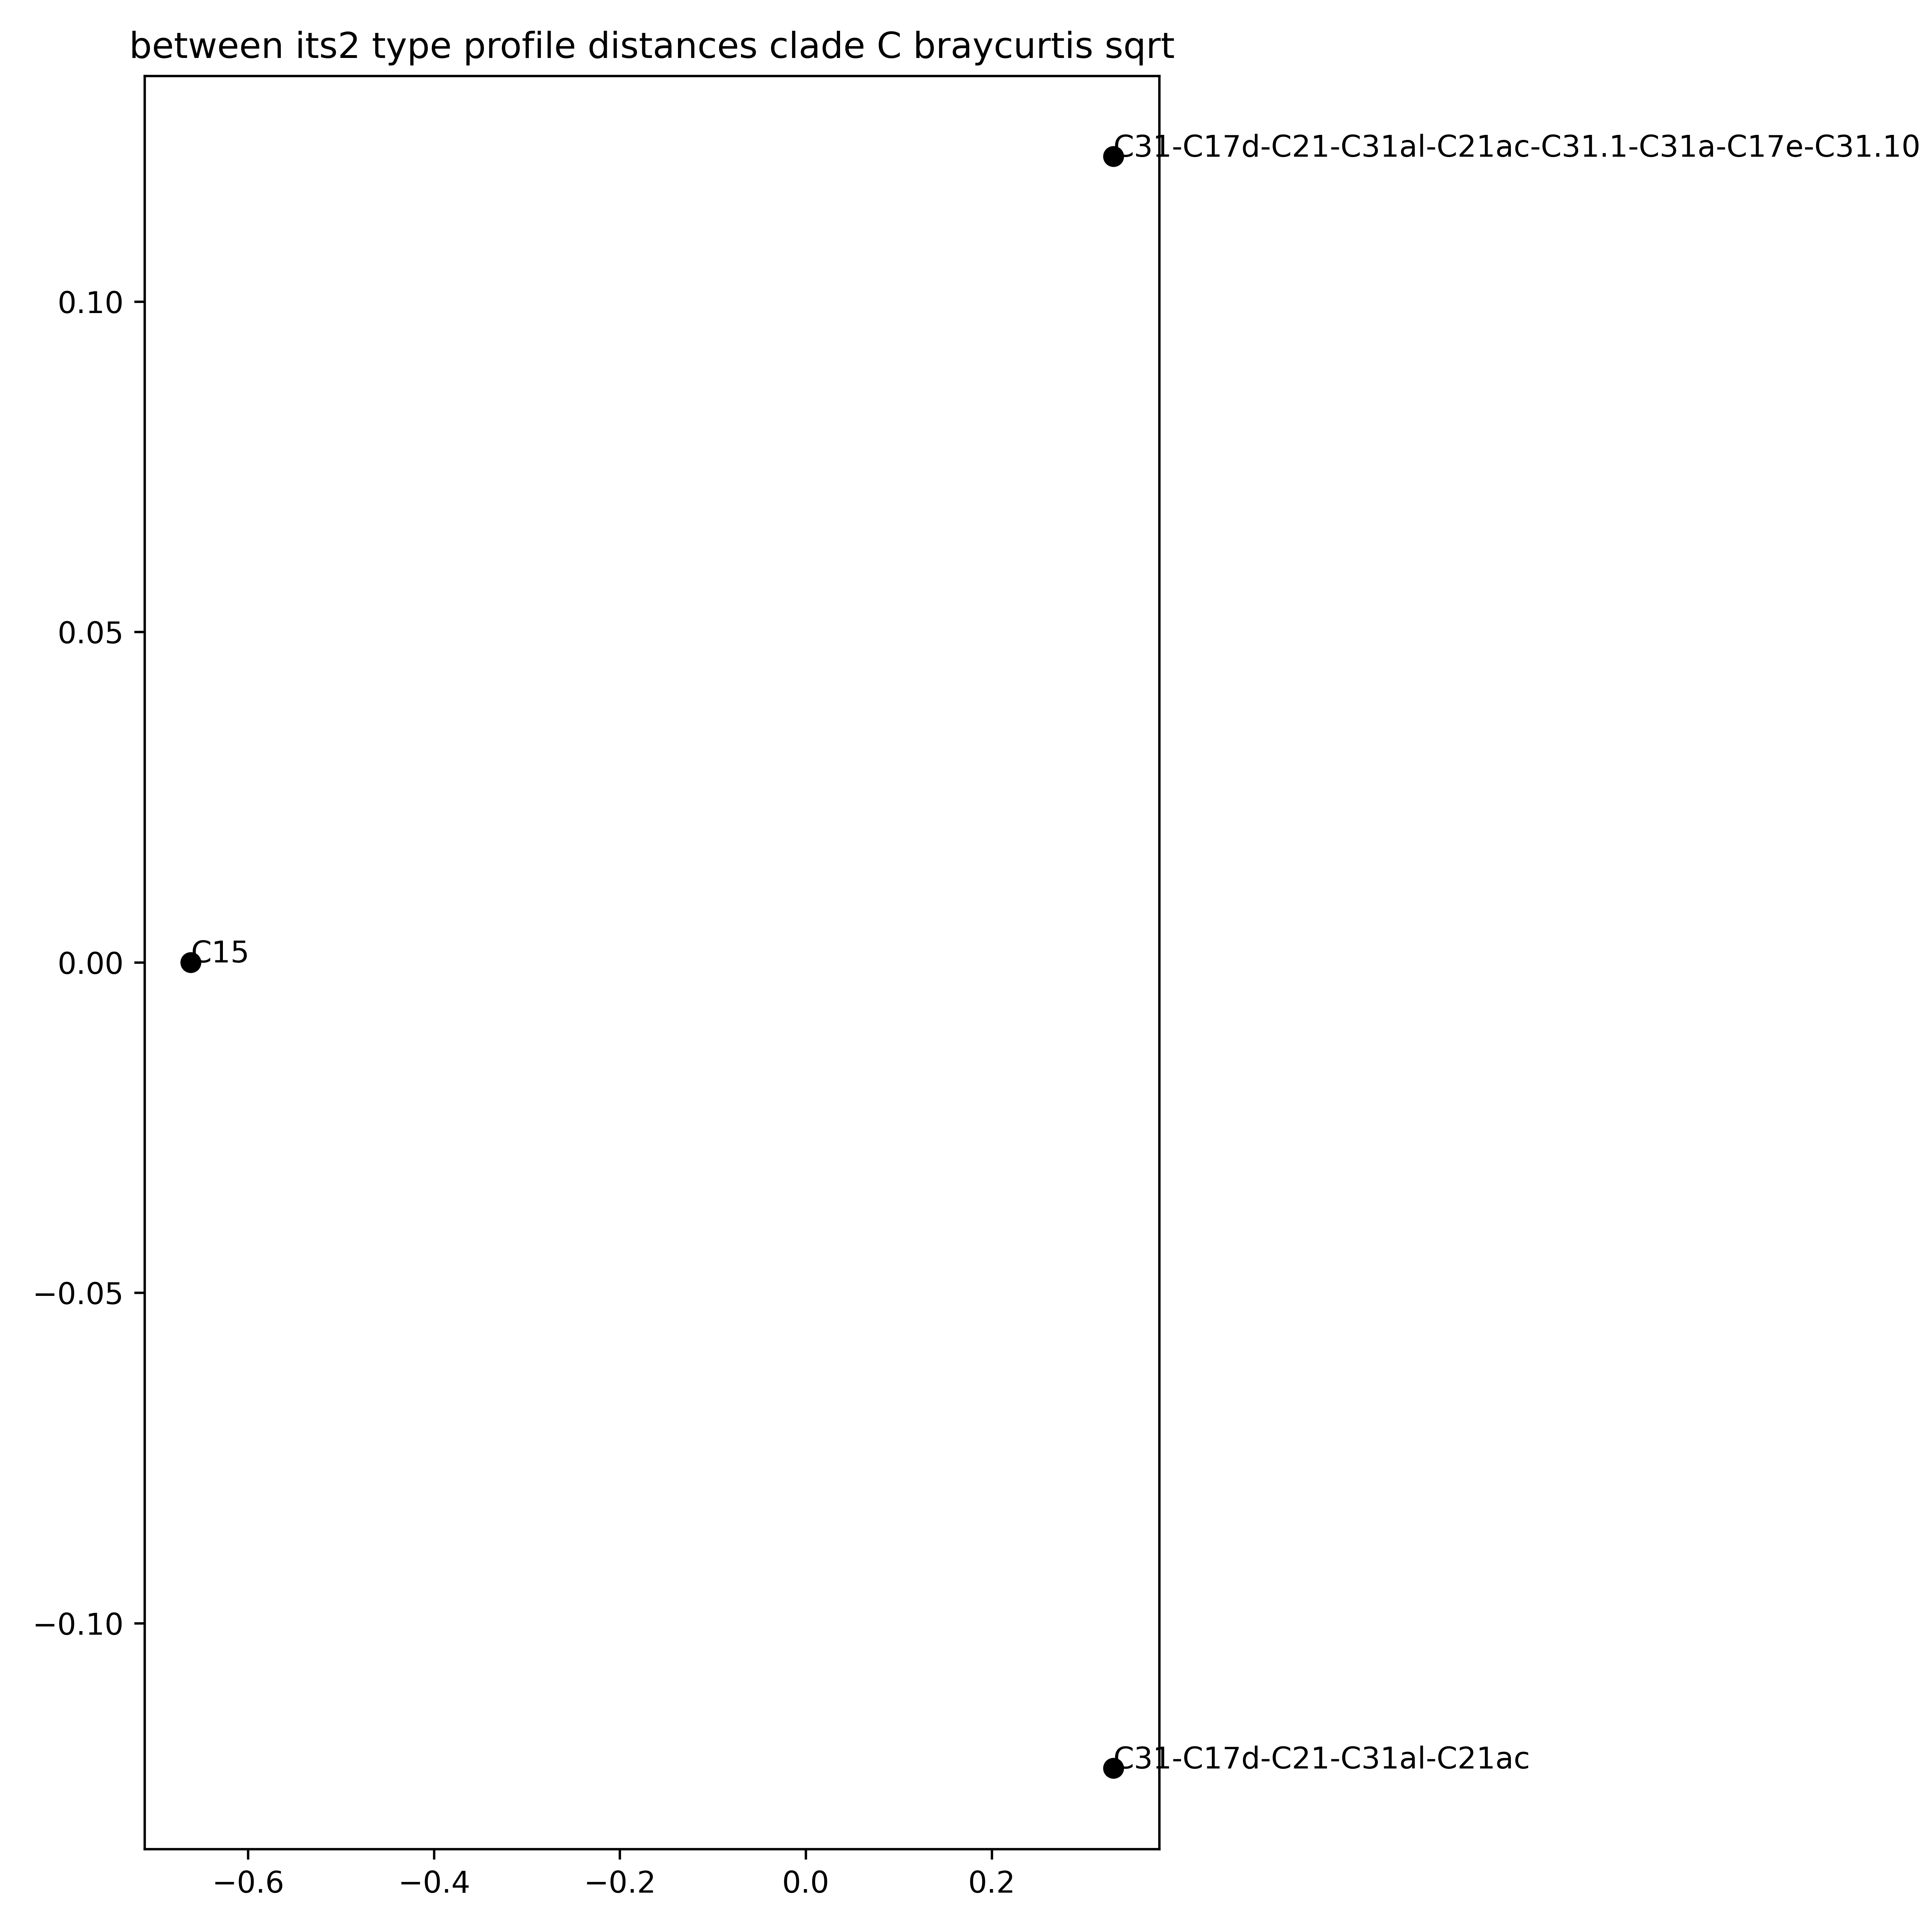 between its2 type profile distances clade C braycurtis sqrt
C31-C17d-C21-C31al-C21ac-C31.1-C31a-C17e-C31.10
0.10
0.05
C15
0.00
−0.05
−0.10
C31-C17d-C21-C31al-C21ac
−0.6 −0.4 −0.2 0.0 0.2